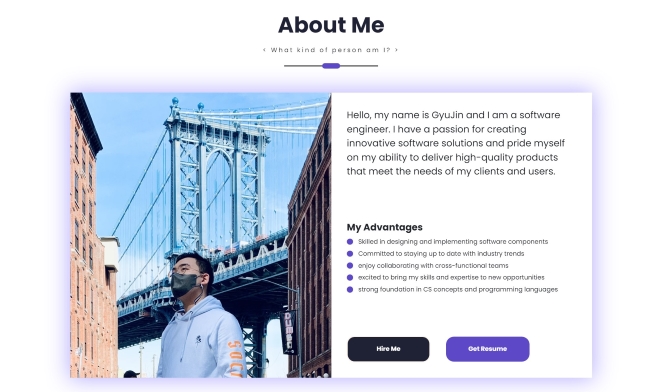 About Me
‹ What kind of person am I? ›
Hello, my name is GyuJin and I am a software
engineer. I have a passion for creating
innovative software solutions and pride myself
on my ability to deliver high-quality products
that meet the needs of my clients and users.
My Advantages
Skilled in designing and implementing software components
Committed to staying up to date with industry trends
enjoy collaborating with cross-functional teams
excited to bring my skills and expertise to new opportunities
strong foundation in CS concepts and programming languages
Hire Me
Get Resume